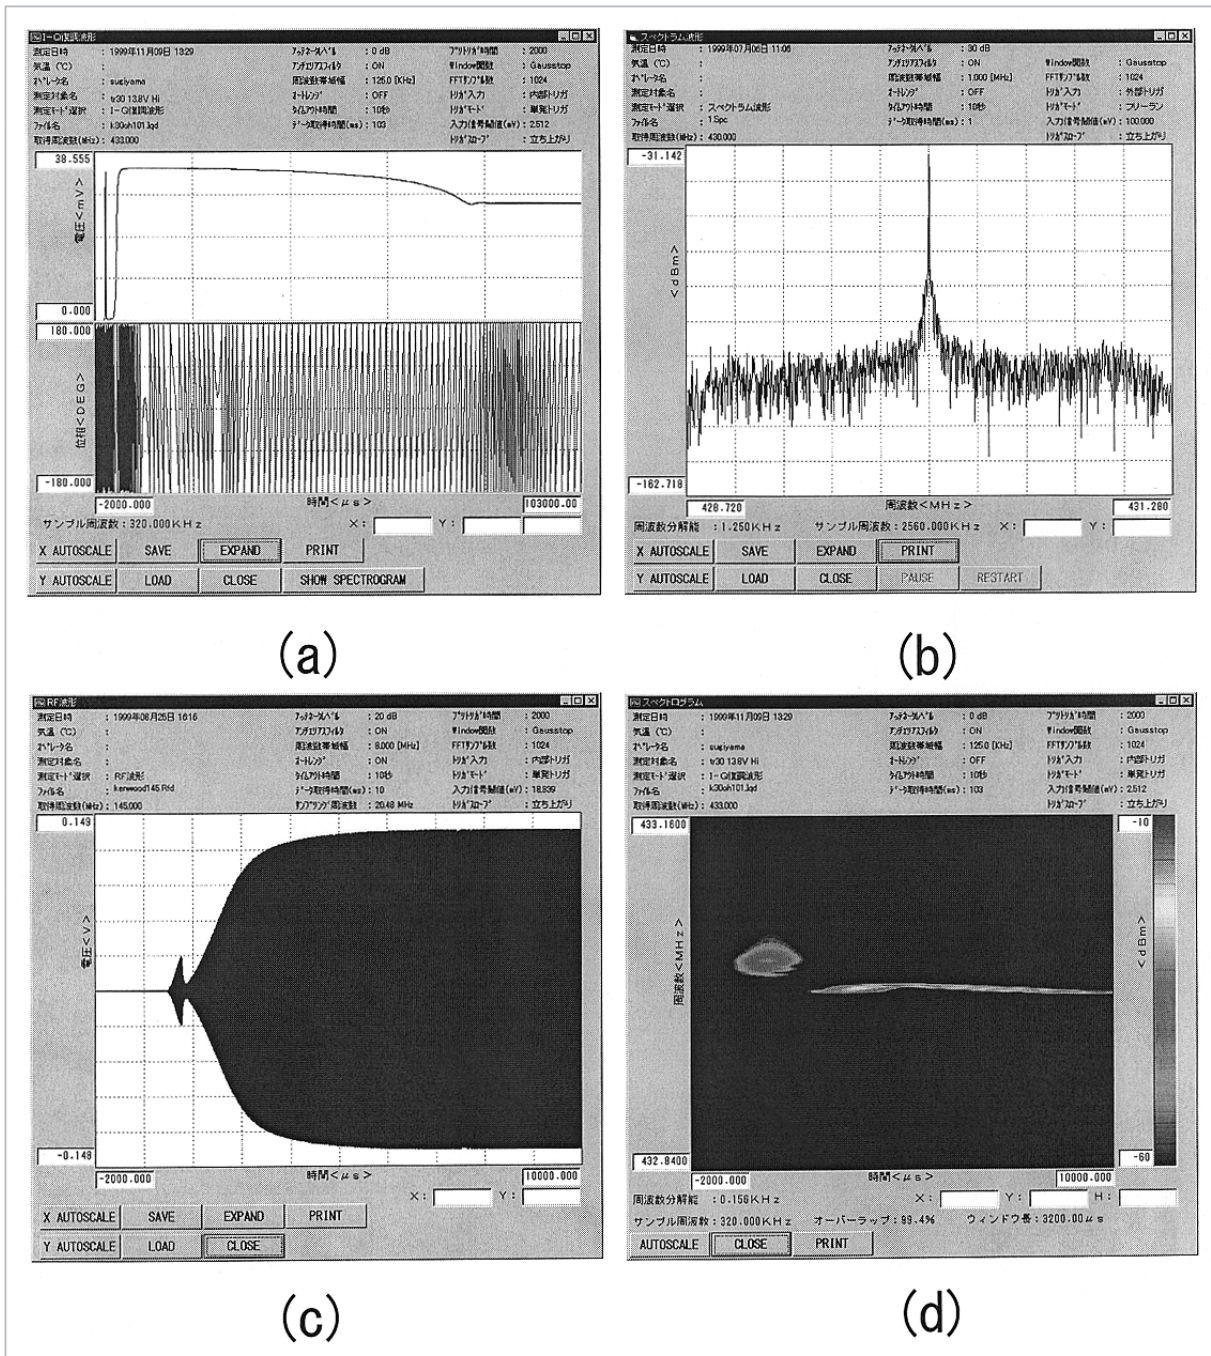 I-Q復調波形
測定日時 : 1999年11月09日 13:29 アッテネータレベル : 0 dB プリトリガ時間 : 2000
気温 (℃) : アンチエリアスフィルタ : ON Window関数 : Gausstop
オペレータ名 : sugiyama 周波数帯域幅 : 125.0 [KHz] FFTサンプル数 : 1024
測定対象名 : tr30 13.8V Hi オートレンジ : OFF トリガ入力 : 内部トリガ
測定モード選択 : I-Q復調波形 タイムアウト時間 : 10秒 トリガモード : 単発トリガ
ファイル名 : k30oh101.iqd データ取得時間(ms) : 103 入力信号閾値(mV) : 2.512
取得周波数(MHz) : 433.000 トリガスロープ : 立ち上がり
38.555
電圧<mV>
0.000
180.000
位相<DEG>
-180.000
-2000.000 時間<μs> 103000.00
サンプル周波数:320.000KHz X: Y:
X AUTOSCALE SAVE EXPAND PRINT
Y AUTOSCALE LOAD CLOSE SHOW SPECTROGRAM
(a)
スペクトラム波形
測定日時 : 1999年07月06日 11:06 アッテネータレベル : 30 dB
気温 (℃) : アンチエリアスフィルタ : ON Window関数 : Gausstop
オペレータ名 : 周波数帯域幅 : 1.000 [MHz] FFTサンプル数 : 1024
測定対象名 : オートレンジ : OFF トリガ入力 : 外部トリガ
測定モード選択 : スペクトラム波形 タイムアウト時間 : 10秒 トリガモード : フリーラン
ファイル名 : 1.Spc データ取得時間(ms) : 1 入力信号閾値(mV) : 100.000
取得周波数(MHz) : 430.000 トリガスロープ : 立ち上がり
-31.142
<dBm>
-162.718
428.720 周波数<MHz> 431.280
周波数分解能 :1.250KHz サンプル周波数:2560.000KHz X: Y:
X AUTOSCALE SAVE EXPAND PRINT
Y AUTOSCALE LOAD CLOSE PAUSE RESTART
(b)
RF波形
測定日時 : 1999年08月25日 16:16 アッテネータレベル : 20 dB プリトリガ時間 : 2000
気温 (℃) : アンチエリアスフィルタ : ON Window関数 : Gausstop
オペレータ名 : 周波数帯域幅 : 8.000 [MHz] FFTサンプル数 : 1024
測定対象名 : オートレンジ : ON トリガ入力 : 内部トリガ
測定モード選択 : RF波形 タイムアウト時間 : 10秒 トリガモード : 単発トリガ
ファイル名 : kenwood145.Rfd データ取得時間(ms) : 10 入力信号閾値(mV) : 18.839
取得周波数(MHz) : 145.000 サンプリング周波数 : 20.48 MHz トリガスロープ : 立ち上がり
0.149
電圧<V>
-0.148
-2000.000 時間<μs> 10000.000
X: Y:
X AUTOSCALE SAVE EXPAND PRINT
Y AUTOSCALE LOAD CLOSE
(c)
スペクトログラム
測定日時 : 1999年11月09日 13:29 アッテネータレベル : 0 dB プリトリガ時間 : 2000
気温 (℃) : アンチエリアスフィルタ : ON Window関数 : Gausstop
オペレータ名 : sugiyama 周波数帯域幅 : 125.0 [KHz] FFTサンプル数 : 1024
測定対象名 : tr30 13.8V Hi オートレンジ : OFF トリガ入力 : 内部トリガ
測定モード選択 : I-Q復調波形 タイムアウト時間 : 10秒 トリガモード : 単発トリガ
ファイル名 : k30oh101.iqd データ取得時間(ms) : 103 入力信号閾値(mV) : 2.512
取得周波数(MHz) : 433.000 トリガスロープ : 立ち上がり
433.1600 -10
周波数<MHz> <dBm>
432.8400 -60
-2000.000 時間<μs> 10000.000
周波数分解能 :0.156KHz X: Y: H:
サンプル周波数:320.000KHz オーバーラップ:99.4% ウィンドウ長:3200.00μs
AUTOSCALE CLOSE PRINT
(d)